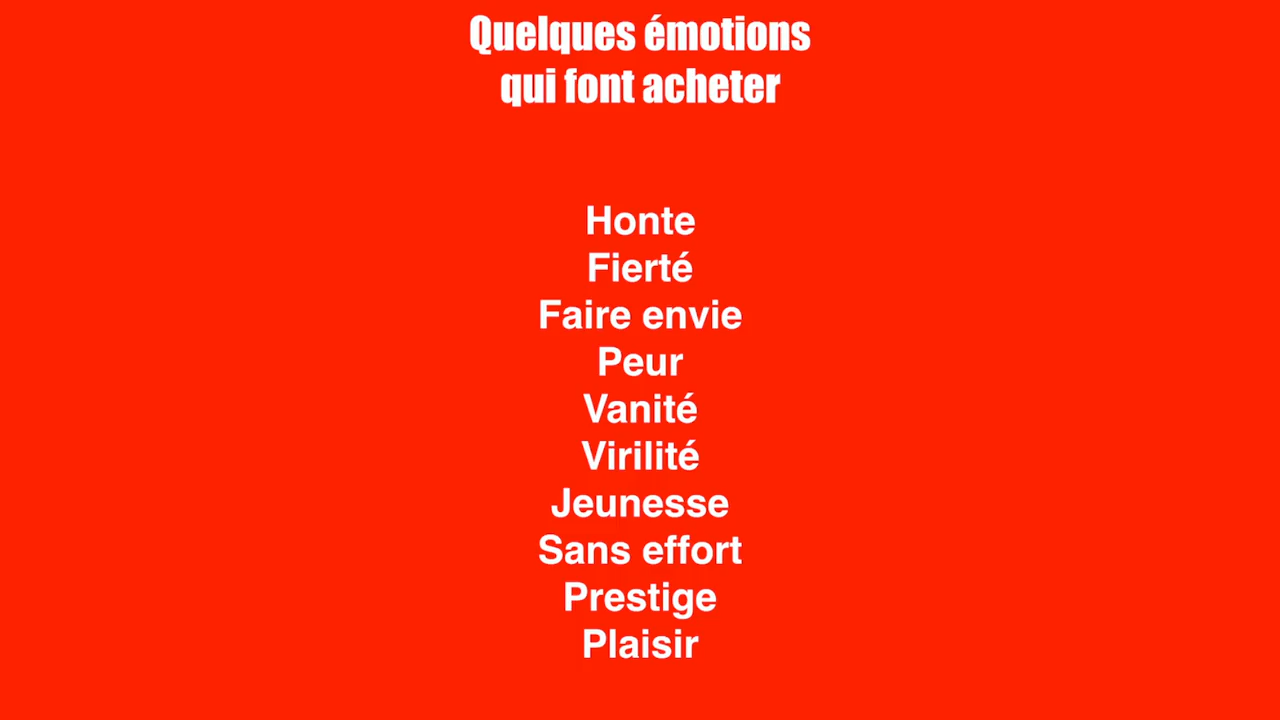 Quelques émotions
qui font acheter
Honte
Fierté
Faire envie
Peur
Vanité
Virilité
Jeunesse
Sans effort
Prestige
Plaisir